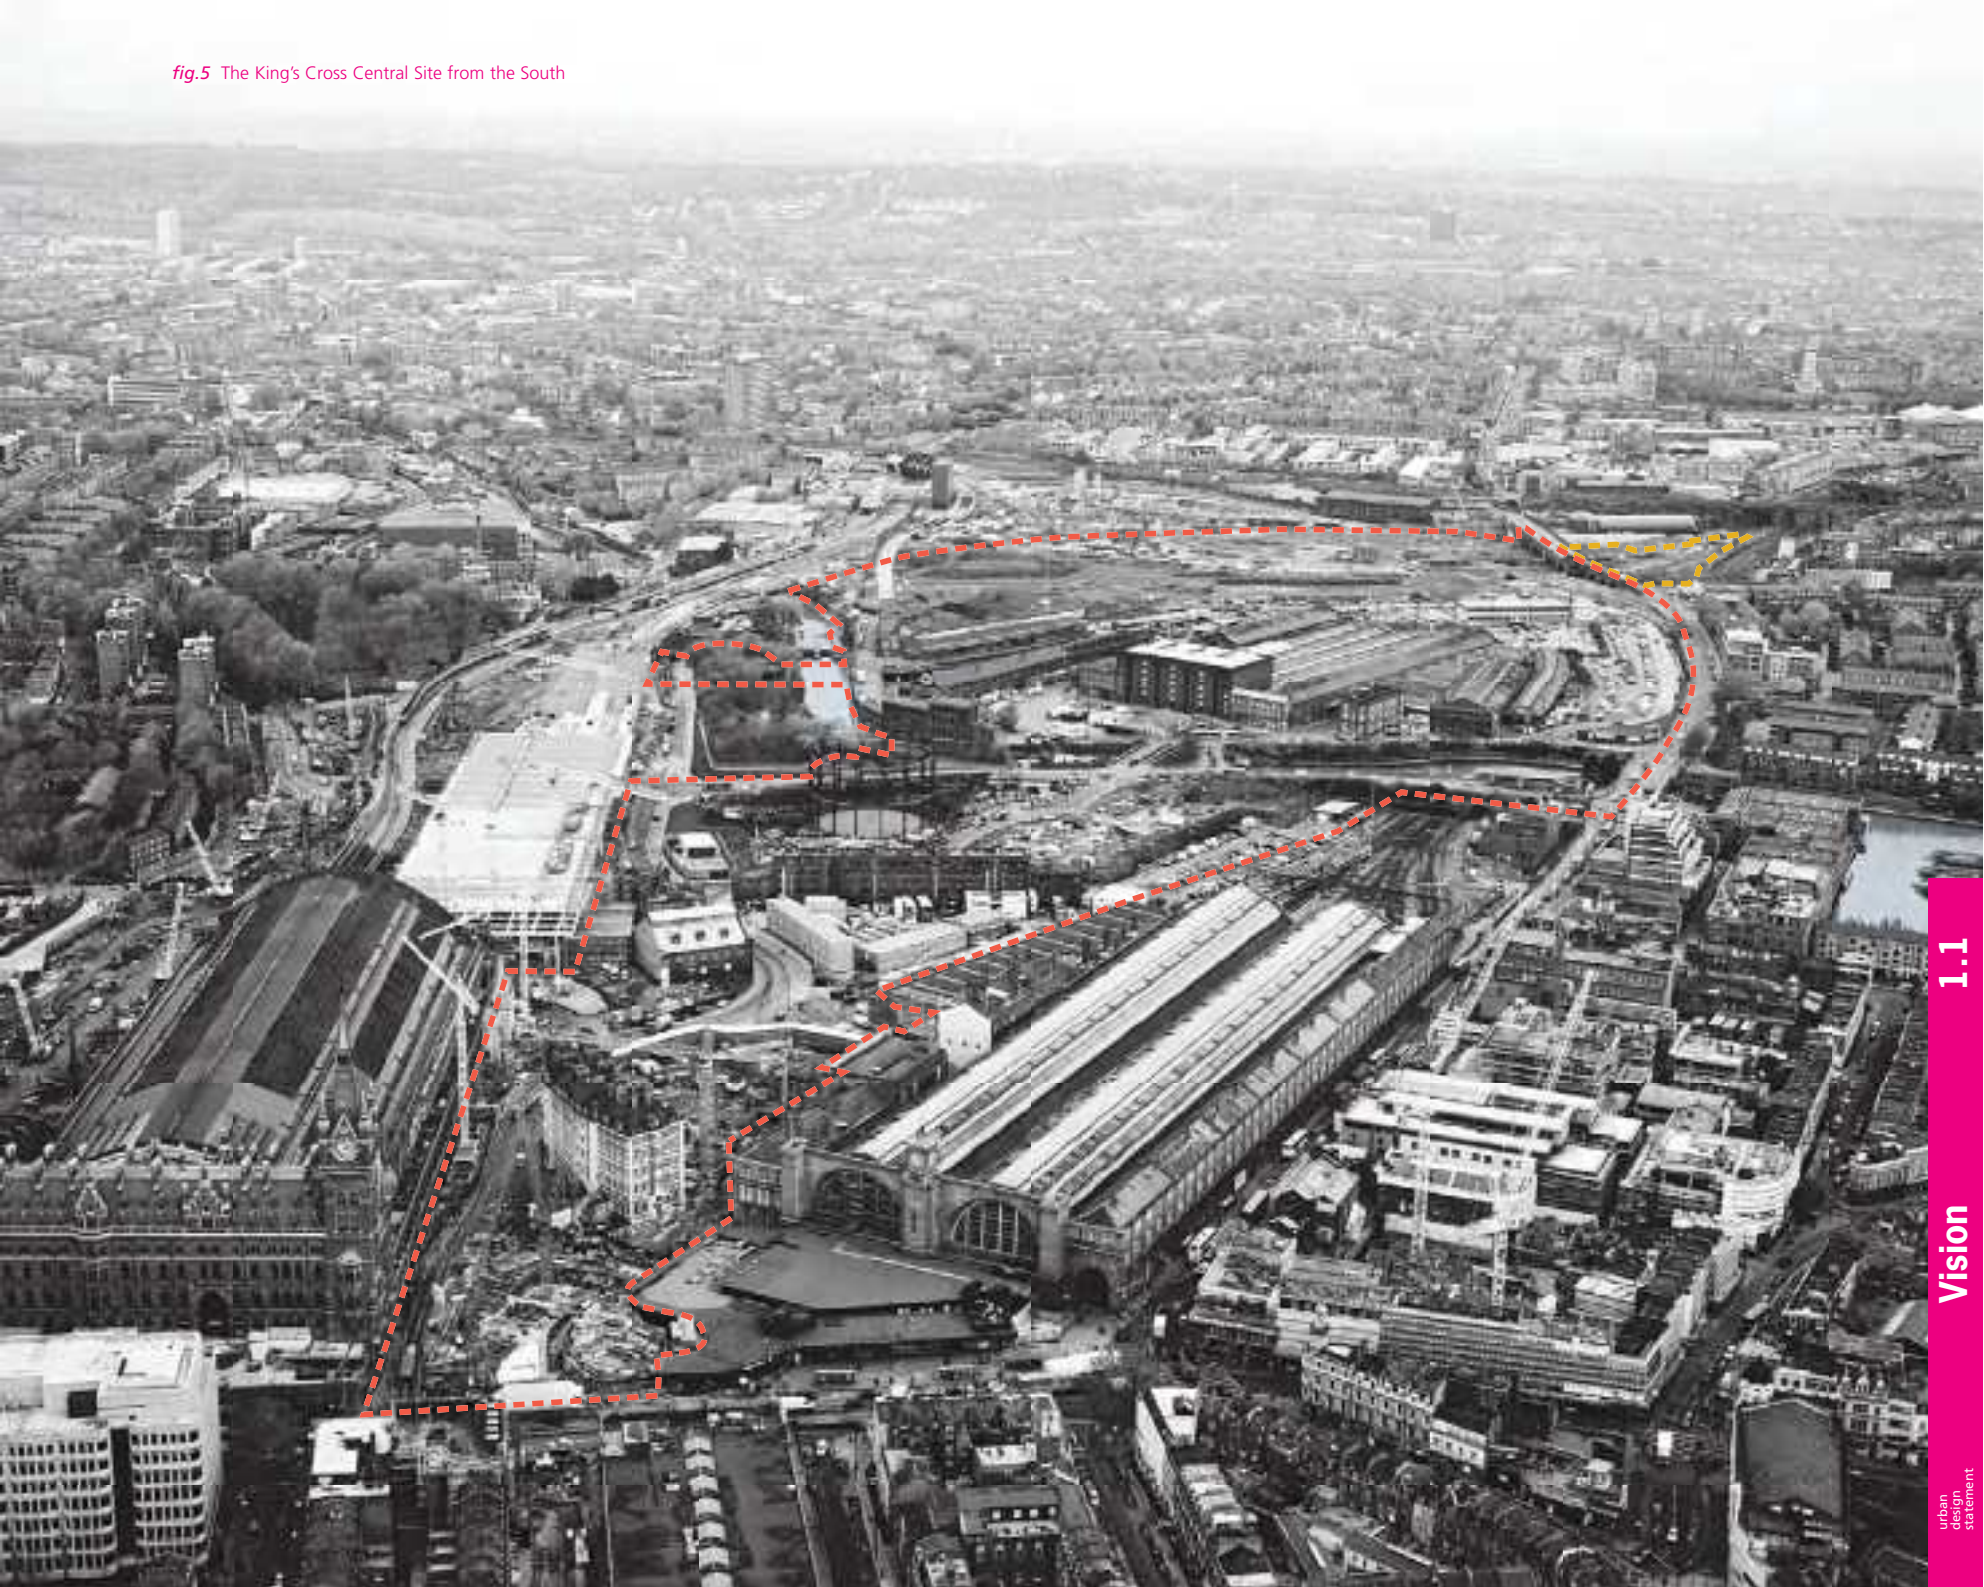 fig.5 The King's Cross Central Site from the South
1.1
Vision
urban
design
statement